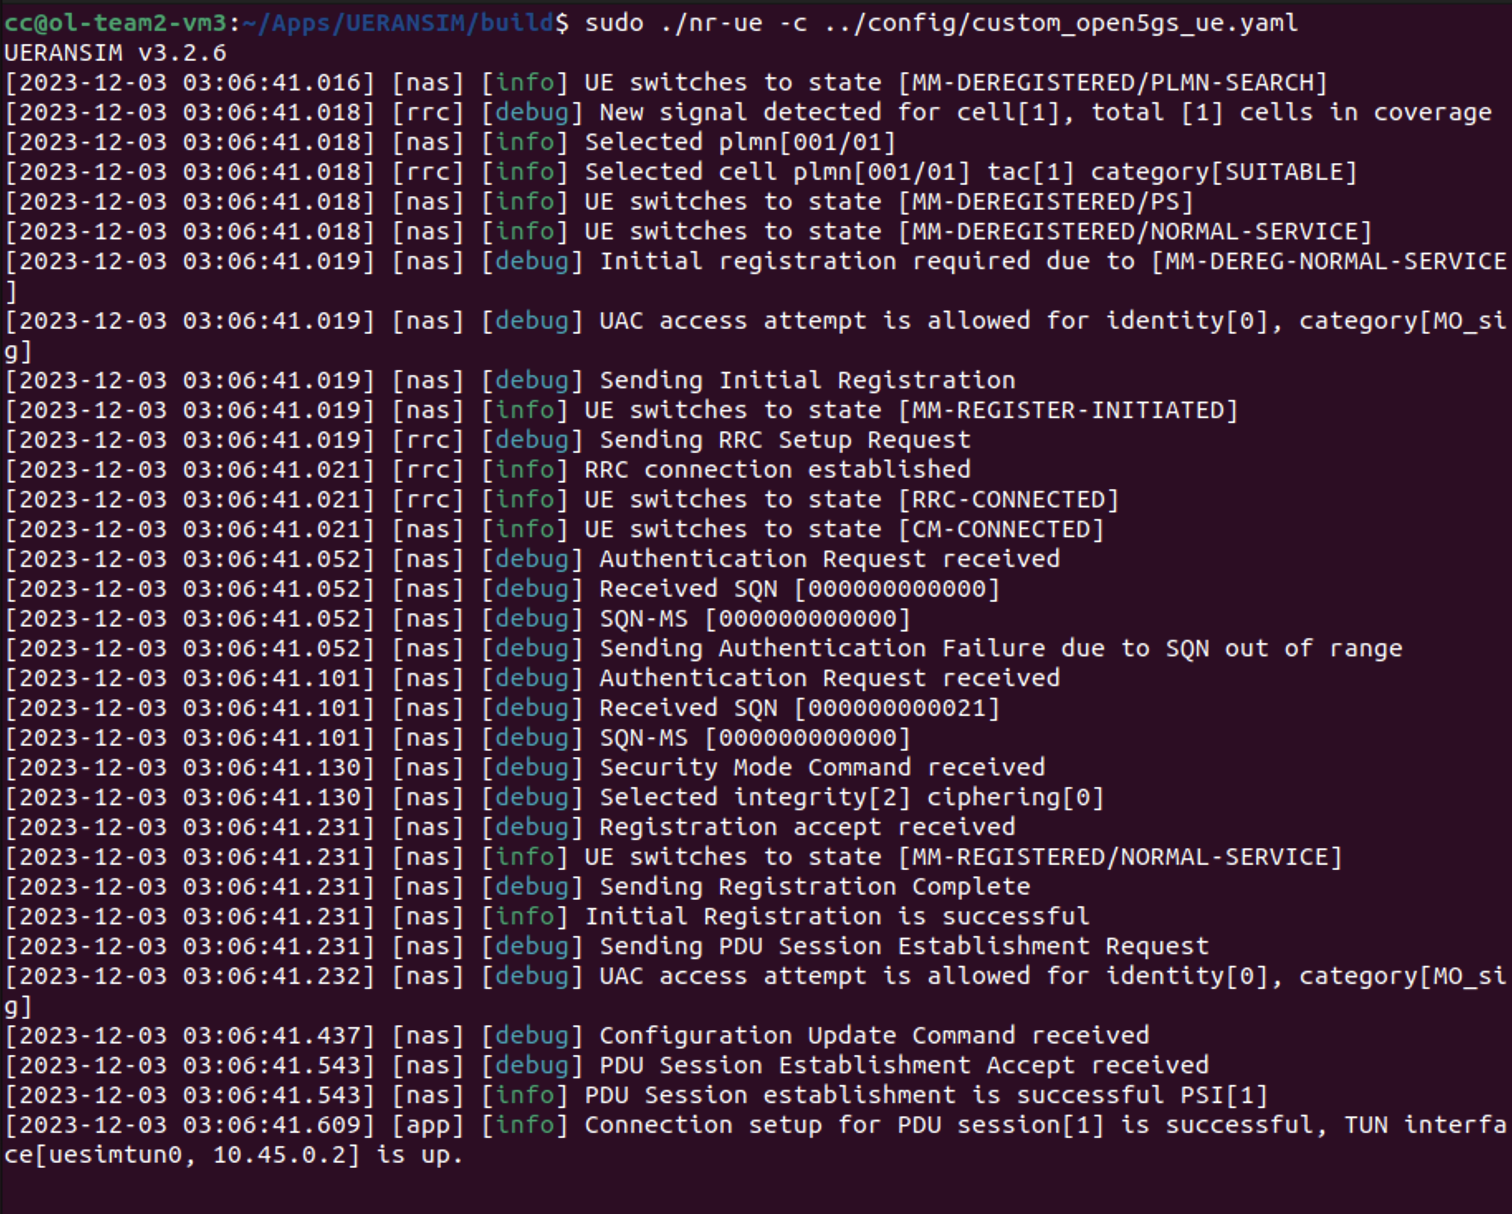 cc@ol-team2-vm3:~/Apps/UERANSIM/build$ sudo ./nr-ue -c ../config/custom_open5gs_ue.yaml
UERANSIM v3.2.6
[2023-12-03 03:06:41.016] [nas] [info] UE switches to state [MM-DEREGISTERED/PLMN-SEARCH]
[2023-12-03 03:06:41.018] [rrc] [debug] New signal detected for cell[1], total [1] cells in coverage
[2023-12-03 03:06:41.018] [nas] [info] Selected plmn[001/01]
[2023-12-03 03:06:41.018] [rrc] [info] Selected cell plmn[001/01] tac[1] category[SUITABLE]
[2023-12-03 03:06:41.018] [nas] [info] UE switches to state [MM-DEREGISTERED/PS]
[2023-12-03 03:06:41.018] [nas] [info] UE switches to state [MM-DEREGISTERED/NORMAL-SERVICE]
[2023-12-03 03:06:41.019] [nas] [debug] Initial registration required due to [MM-DEREG-NORMAL-SERVICE
]
[2023-12-03 03:06:41.019] [nas] [debug] UAC access attempt is allowed for identity[0], category[MO_si
g]
[2023-12-03 03:06:41.019] [nas] [debug] Sending Initial Registration
[2023-12-03 03:06:41.019] [nas] [info] UE switches to state [MM-REGISTER-INITIATED]
[2023-12-03 03:06:41.019] [rrc] [debug] Sending RRC Setup Request
[2023-12-03 03:06:41.021] [rrc] [info] RRC connection established
[2023-12-03 03:06:41.021] [rrc] [info] UE switches to state [RRC-CONNECTED]
[2023-12-03 03:06:41.021] [nas] [info] UE switches to state [CM-CONNECTED]
[2023-12-03 03:06:41.052] [nas] [debug] Authentication Request received
[2023-12-03 03:06:41.052] [nas] [debug] Received SQN [000000000000]
[2023-12-03 03:06:41.052] [nas] [debug] SQN-MS [000000000000]
[2023-12-03 03:06:41.052] [nas] [debug] Sending Authentication Failure due to SQN out of range
[2023-12-03 03:06:41.101] [nas] [debug] Authentication Request received
[2023-12-03 03:06:41.101] [nas] [debug] Received SQN [000000000021]
[2023-12-03 03:06:41.101] [nas] [debug] SQN-MS [000000000000]
[2023-12-03 03:06:41.130] [nas] [debug] Security Mode Command received
[2023-12-03 03:06:41.130] [nas] [debug] Selected integrity[2] ciphering[0]
[2023-12-03 03:06:41.231] [nas] [debug] Registration accept received
[2023-12-03 03:06:41.231] [nas] [info] UE switches to state [MM-REGISTERED/NORMAL-SERVICE]
[2023-12-03 03:06:41.231] [nas] [debug] Sending Registration Complete
[2023-12-03 03:06:41.231] [nas] [info] Initial Registration is successful
[2023-12-03 03:06:41.231] [nas] [debug] Sending PDU Session Establishment Request
[2023-12-03 03:06:41.232] [nas] [debug] UAC access attempt is allowed for identity[0], category[MO_si
g]
[2023-12-03 03:06:41.437] [nas] [debug] Configuration Update Command received
[2023-12-03 03:06:41.543] [nas] [debug] PDU Session Establishment Accept received
[2023-12-03 03:06:41.543] [nas] [info] PDU Session establishment is successful PSI[1]
[2023-12-03 03:06:41.609] [app] [info] Connection setup for PDU session[1] is successful, TUN interfa
ce[uesimtun0, 10.45.0.2] is up.